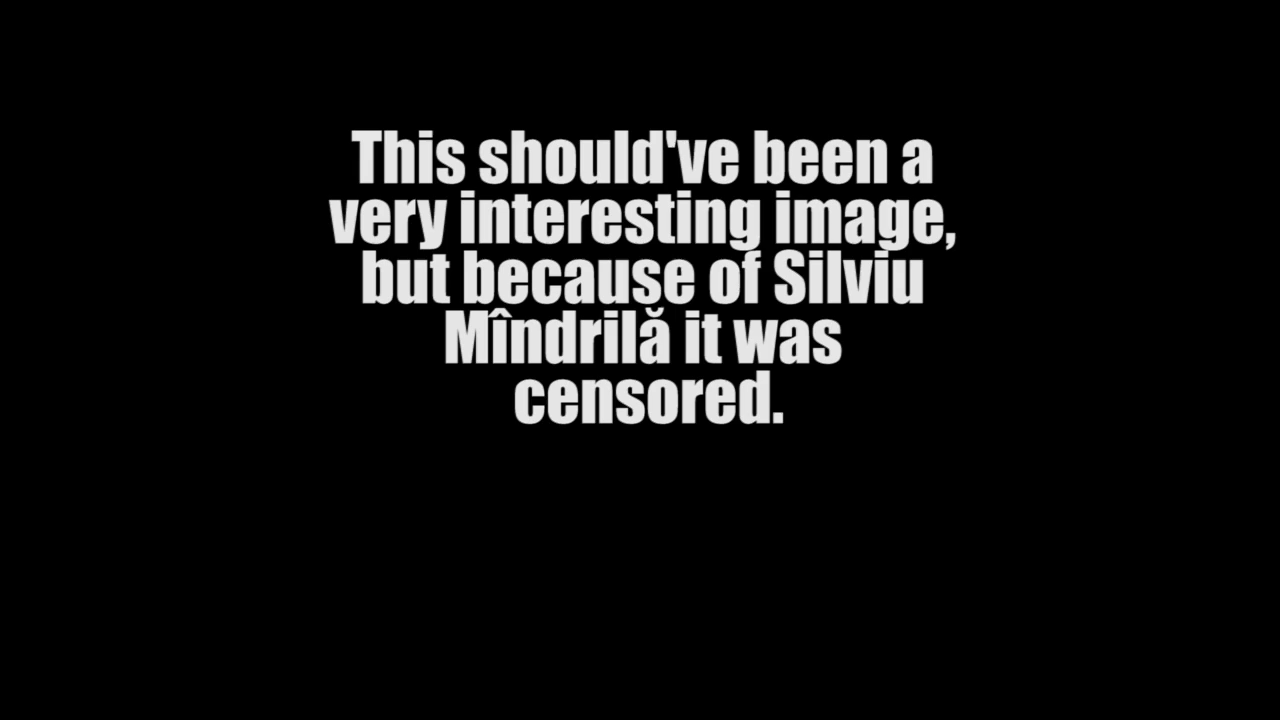 This should've been a
very interesting image,
but because of Silviu
Mîndrilă it was
censored.